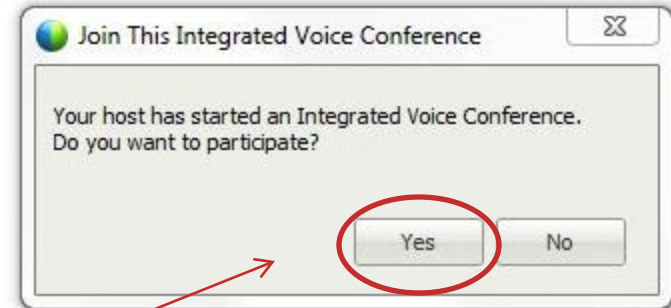 Join This Integrated Voice Conference
Your host has started an Integrated Voice Conference.
Do you want to participate?
Yes
No